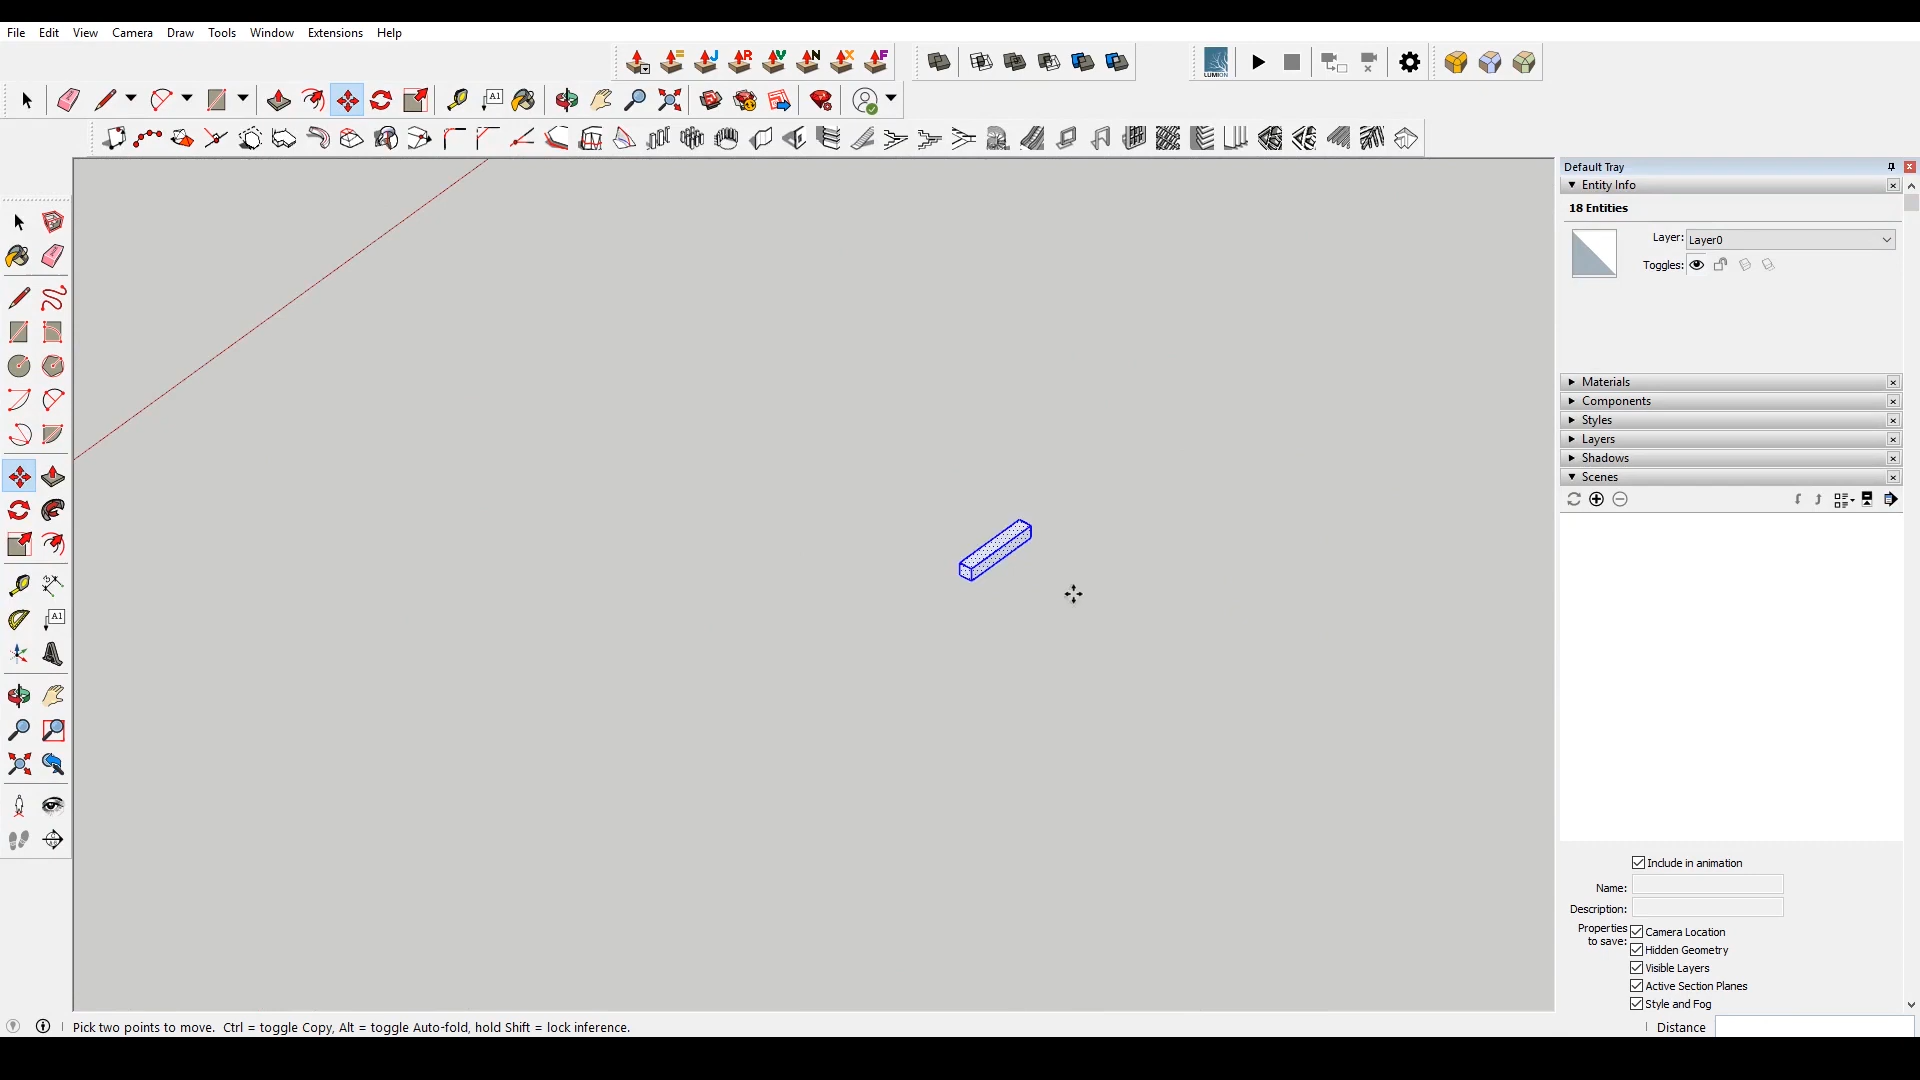 File Edit View Camera Draw Tools Window Extensions Help
J R V N X F
LUMION
A1
Default Tray
Entity Info
18 Entities
Layer: Layer0
Toggles:
Materials
Components
Styles
Layers
Shadows
Scenes
A1
Include in animation
Name:
Description:
Properties to save:
Camera Location
Hidden Geometry
Visible Layers
Active Section Planes
Style and Fog
Pick two points to move. Ctrl = toggle Copy, Alt = toggle Auto-fold, hold Shift = lock inference.
Distance